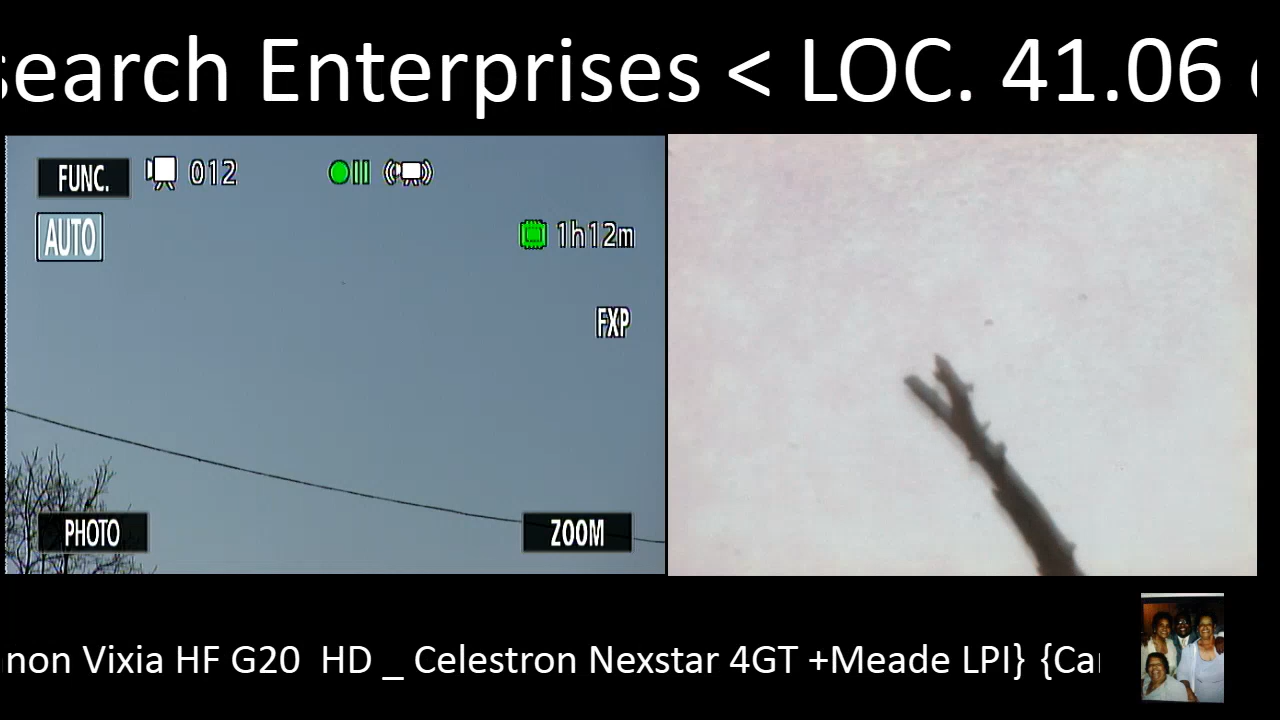 search Enterprises < LOC. 41.06
FUNC. 012
AUTO
1h12m
FXP
PHOTO ZOOM
non Vixia HF G20 HD _ Celestron Nexstar 4GT +Meade LPI} {Ca